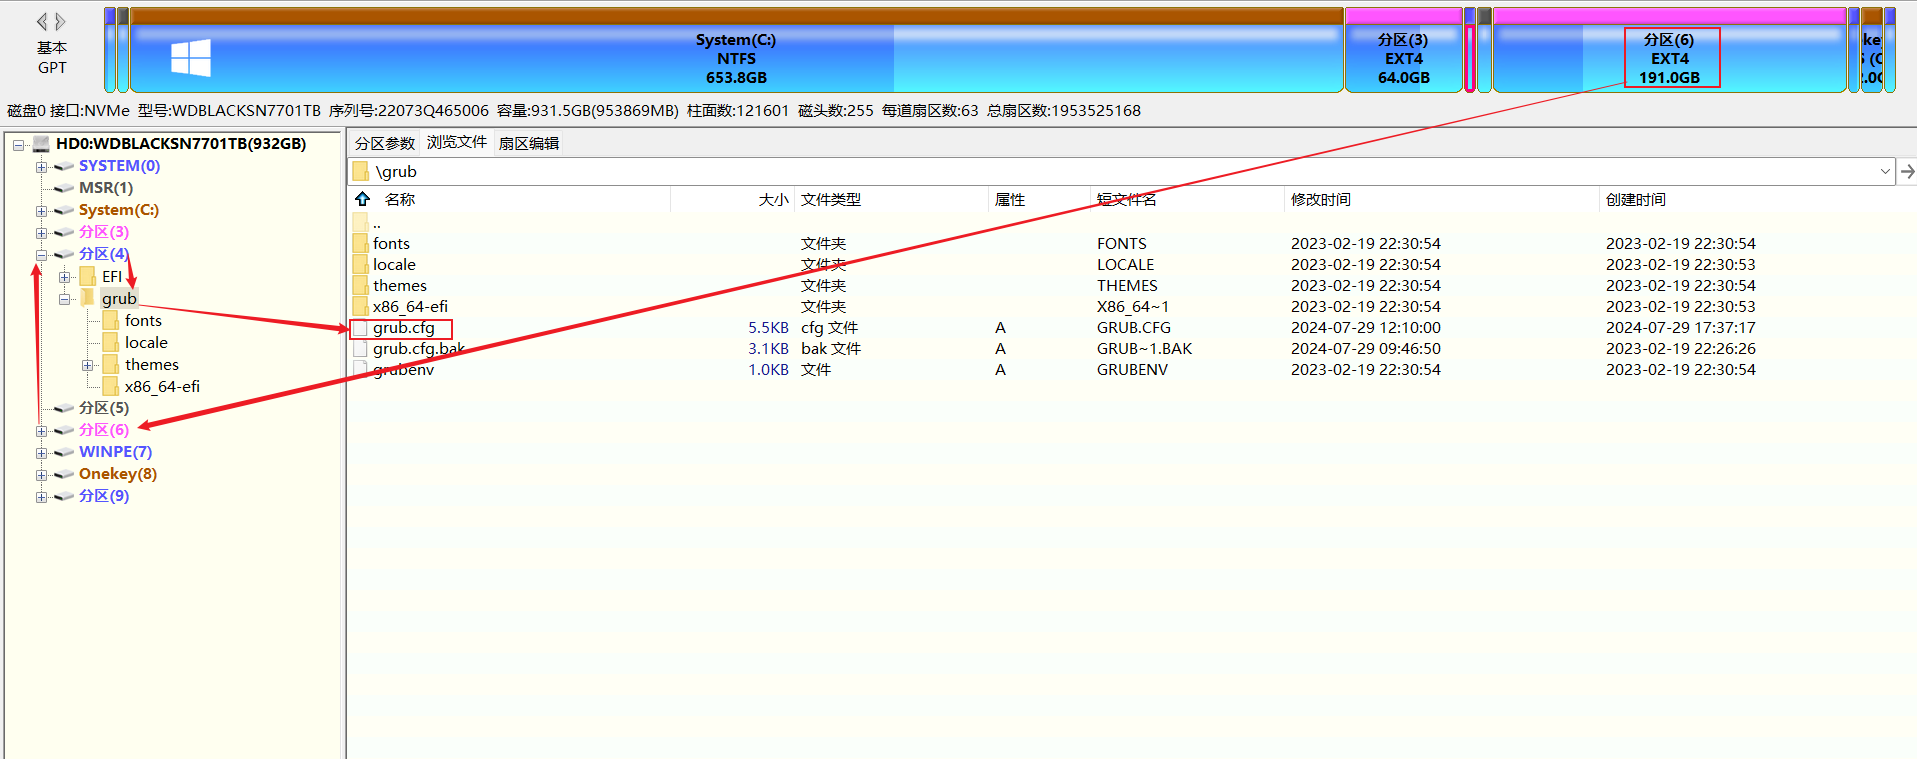 基本
GPT
System(C:)
NTFS
653.8GB
分区(3)
EXT4
64.0GB
分区(6)
EXT4
191.0GB
磁盘0 接口:NVMe 型号:WDBLACKSN7701TB 序列号:22073Q465006 容量:931.5GB(953869MB) 柱面数:121601 磁头数:255 每道扇区数:63 总扇区数:1953525168
HD0:WDBLACKSN7701TB(932GB)
SYSTEM(0)
MSR(1)
System(C:)
分区(3)
分区(4)
EFI
grub
fonts
locale
themes
x86_64-efi
分区(5)
分区(6)
WINPE(7)
Onekey(8)
分区(9)
分区参数 浏览文件 扇区编辑
\grub
名称 大小 文件类型 属性 短文件名 修改时间 创建时间
..
fonts 文件夹 FONTS 2023-02-19 22:30:54 2023-02-19 22:30:54
locale 文件夹 LOCALE 2023-02-19 22:30:54 2023-02-19 22:30:53
themes 文件夹 THEMES 2023-02-19 22:30:54 2023-02-19 22:30:54
x86_64-efi 文件夹 X86_64~1 2023-02-19 22:30:54 2023-02-19 22:30:53
grub.cfg 5.5KB cfg 文件 A GRUB.CFG 2024-07-29 12:10:00 2024-07-29 17:37:17
grub.cfg.bak 3.1KB bak 文件 A GRUB~1.BAK 2024-07-29 09:46:50 2023-02-19 22:26:26
grubenv 1.0KB 文件 A GRUBENV 2023-02-19 22:30:54 2023-02-19 22:30:54